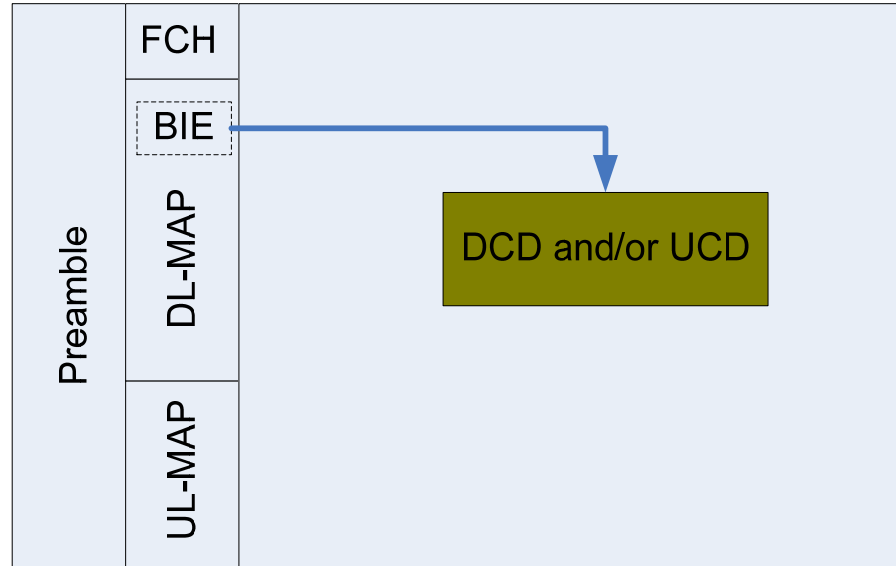 Preamble
FCH
BIE
DL-MAP
UL-MAP
DCD and/or UCD